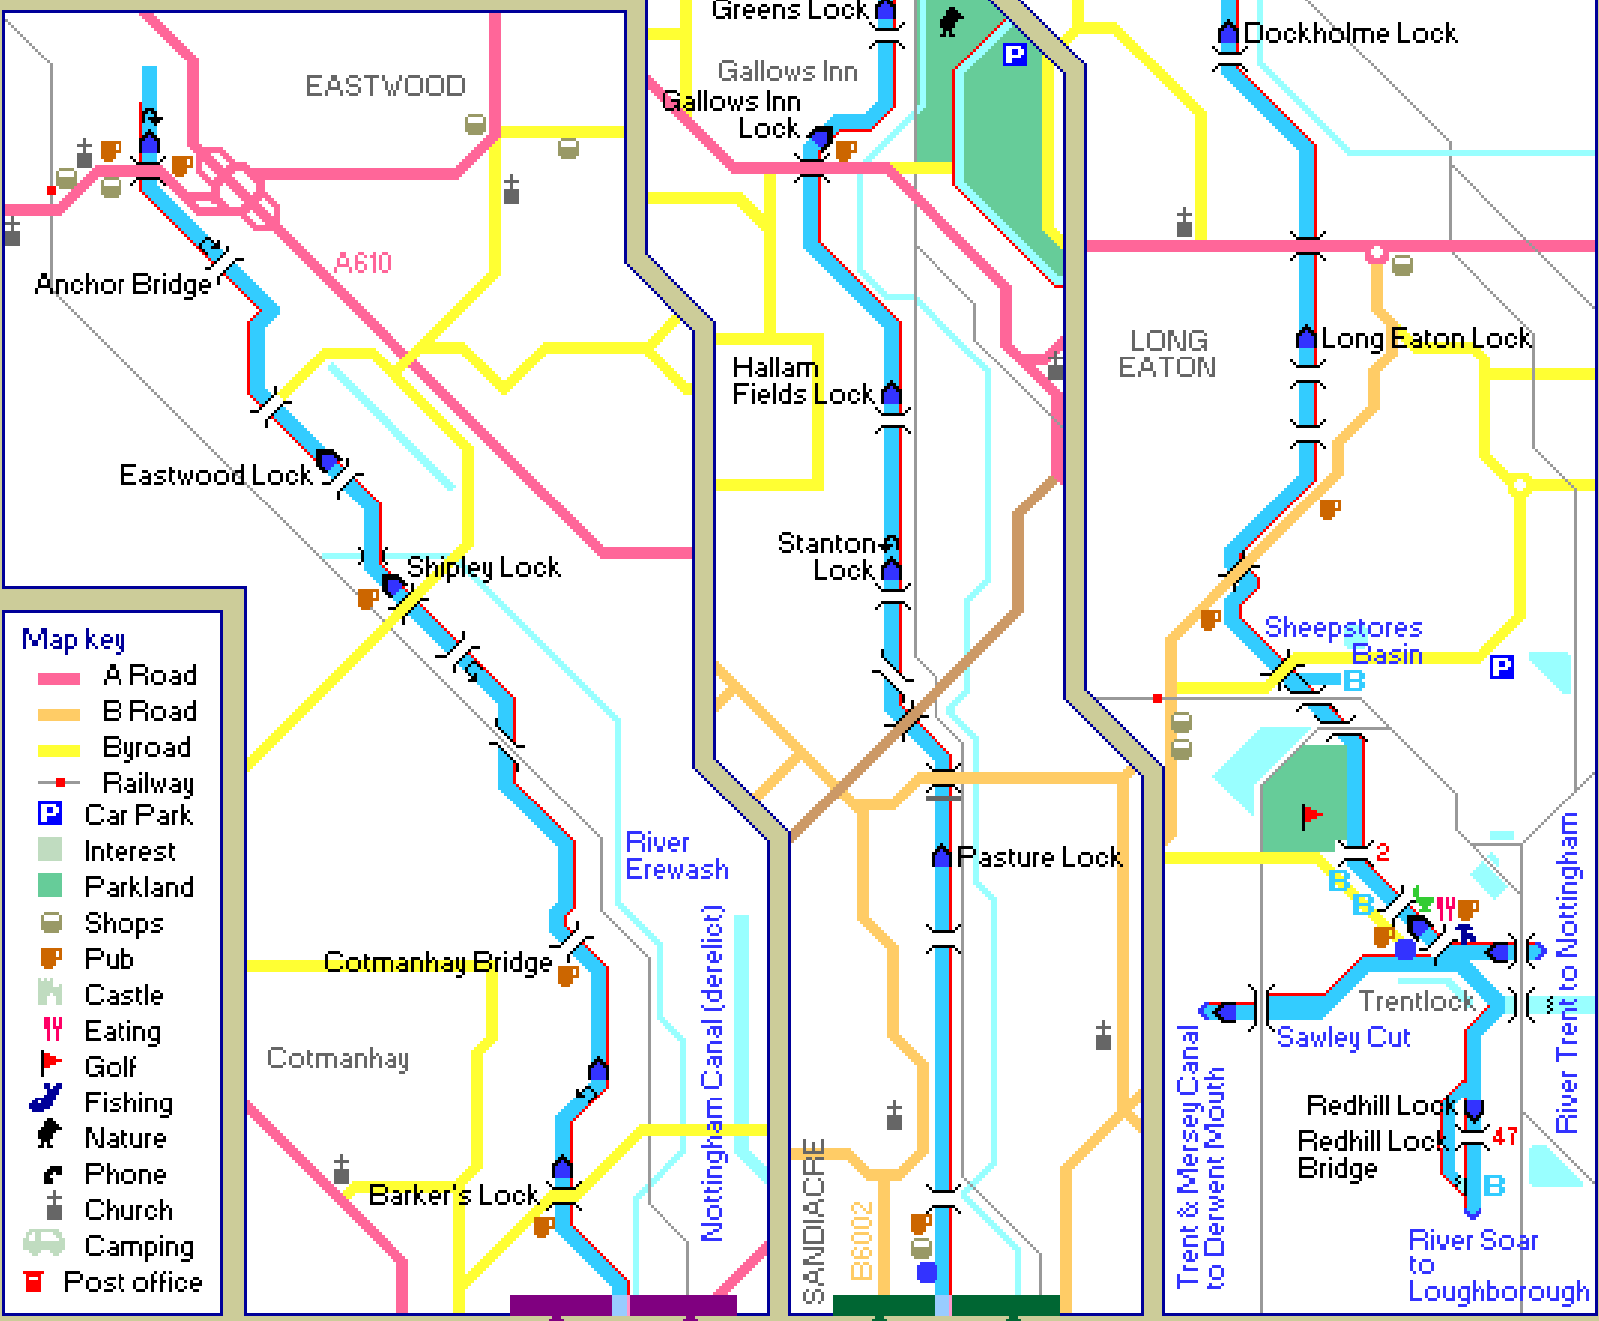 EASTWOOD
A610
Anchor Bridge
Eastwood Lock
Shipley Lock
River
Erewash
Cotmanhay Bridge
Cotmanhay
Nottingham Canal (derelict)
Barker's Lock
Map key
A Road
B Road
Byroad
Railway
P Car Park
Interest
Parkland
Shops
Pub
Castle
Eating
Golf
Fishing
Nature
Phone
Church
Camping
Post office
Greens Lock
P
Gallows Inn
Gallows Inn
Lock
Hallam
Fields Lock
Stanton
Lock
Pasture Lock
SANDIACRE
B6002
Dockholme Lock
LONG
EATON
Long Eaton Lock
Sheepstores
Basin
B
P
2
B
B
Trentlock
Sawley Cut
Trent & Mersey Canal
to Derwent Mouth
River Trent to Nottingham
Redhill Lock
Redhill Lock
Bridge
47
B
River Soar
to
Loughborough